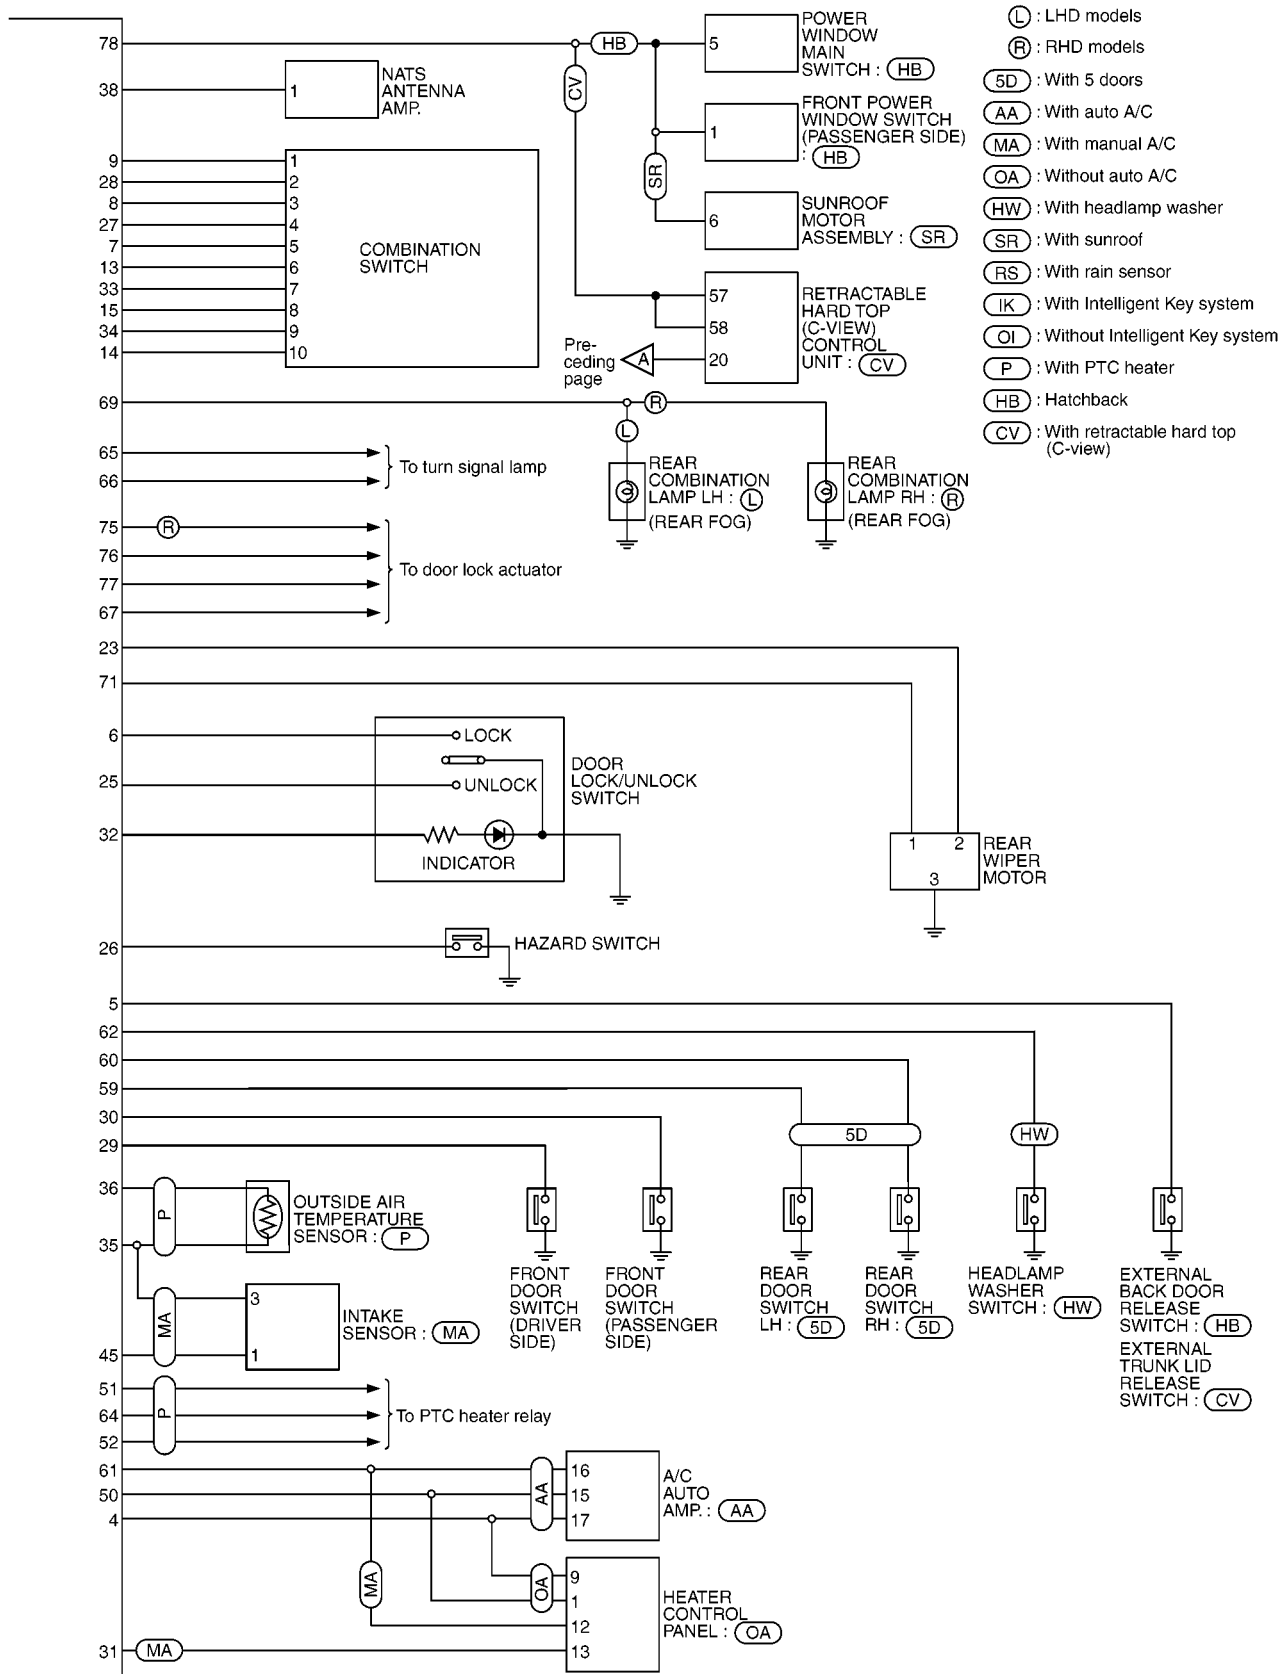 78
HB
CV
5
POWER
WINDOW
MAIN
SWITCH : HB
38
1
NATS
ANTENNA
AMP.
1
FRONT POWER
WINDOW SWITCH
(PASSENGER SIDE)
: HB
SR
6
SUNROOF
MOTOR
ASSEMBLY : SR
57
58
20
RETRACTABLE
HARD TOP
(C-VIEW)
CONTROL
UNIT : CV
Pre-
ceding
page
A
L : LHD models
R : RHD models
5D : With 5 doors
AA : With auto A/C
MA : With manual A/C
OA : Without auto A/C
HW : With headlamp washer
SR : With sunroof
RS : With rain sensor
IK : With Intelligent Key system
OI : Without Intelligent Key system
P : With PTC heater
HB : Hatchback
CV : With retractable hard top
(C-view)
9 1
28 2
8 3
27 4
7 5
13 6
33 7
15 8
34 9
14 10
COMBINATION
SWITCH
69
R
L
REAR
COMBINATION
LAMP LH : L
(REAR FOG)
REAR
COMBINATION
LAMP RH : R
(REAR FOG)
65
66
To turn signal lamp
75 R
76
77
67
To door lock actuator
23
71
6
LOCK
25
UNLOCK
32
INDICATOR
DOOR
LOCK/UNLOCK
SWITCH
1 2
3
REAR
WIPER
MOTOR
26
HAZARD SWITCH
5
62
60
59
30
29
5D
HW
36
35
P
OUTSIDE AIR
TEMPERATURE
SENSOR : P
FRONT
DOOR
SWITCH
(DRIVER
SIDE)
FRONT
DOOR
SWITCH
(PASSENGER
SIDE)
REAR
DOOR
SWITCH
LH : 5D
REAR
DOOR
SWITCH
RH : 5D
HEADLAMP
WASHER
SWITCH : HW
EXTERNAL
BACK DOOR
RELEASE
SWITCH : HB
EXTERNAL
TRUNK LID
RELEASE
SWITCH : CV
MA
3
1
45
INTAKE
SENSOR : MA
51
64
52
P
To PTC heater relay
61
50
4
AA
16
15
17
A/C
AUTO
AMP. : AA
MA
OA
9
1
12
13
HEATER
CONTROL
PANEL : OA
31 MA